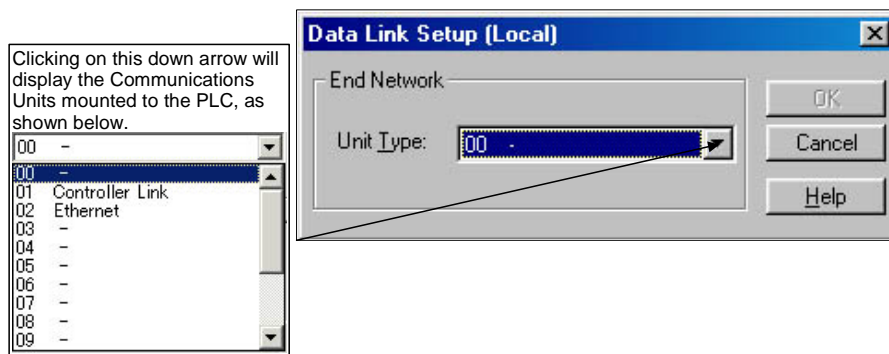 Clicking on this down arrow will
display the Communications
Units mounted to the PLC, as
shown below.
00 -
00 -
01 Controller Link
02 Ethernet
03 -
04 -
05 -
06 -
07 -
08 -
09 -
Data Link Setup (Local)
End Network
Unit Type:
00 -
OK
Cancel
Help